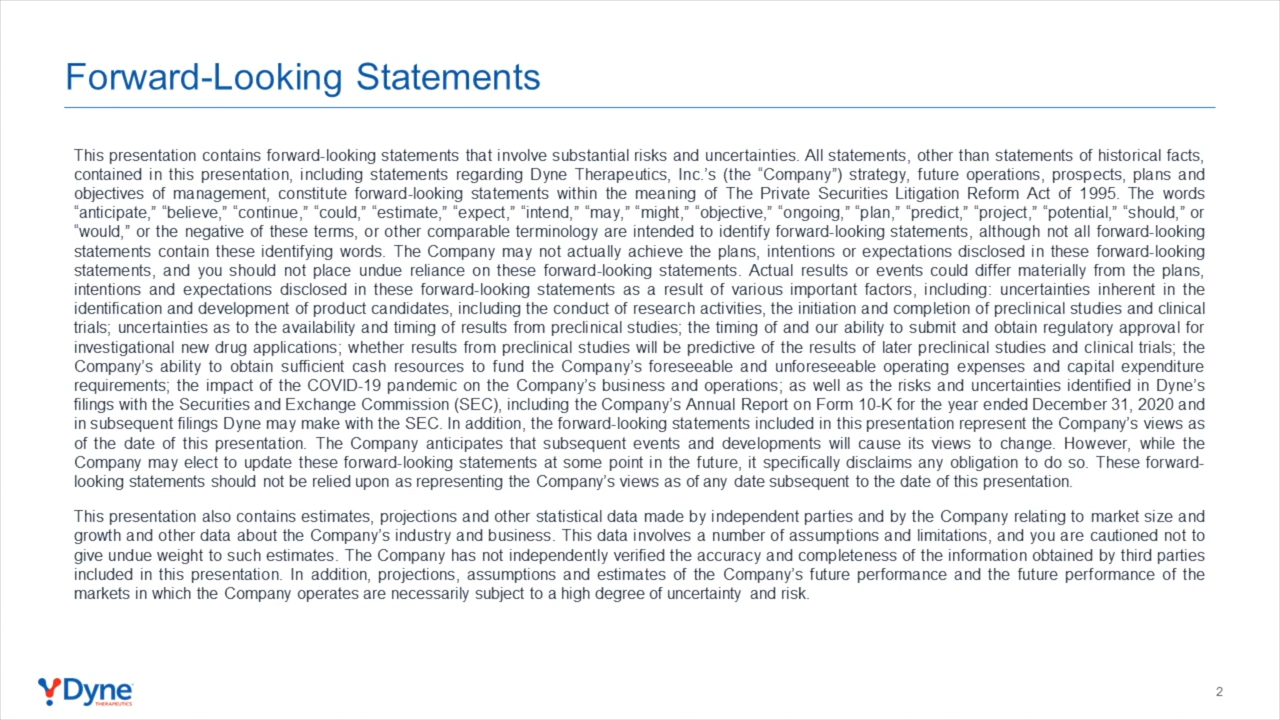 Forward-Looking Statements
This presentation contains forward-looking statements that involve substantial risks and uncertainties. All statements, other than statements of historical facts,
contained in this presentation, including statements regarding Dyne Therapeutics, Inc.’s (the “Company”) strategy, future operations, prospects, plans and
objectives of management, constitute forward-looking statements within the meaning of The Private Securities Litigation Reform Act of 1995. The words
“anticipate,” “believe,” “continue,” “could,” “estimate,” “expect,” “intend,” “may,” “might,” “objective,” “ongoing,” “plan,” “predict,” “project,” “potential,” “should,” or
“would,” or the negative of these terms, or other comparable terminology are intended to identify forward-looking statements, although not all forward-looking
statements contain these identifying words. The Company may not actually achieve the plans, intentions or expectations disclosed in these forward-looking
statements, and you should not place undue reliance on these forward-looking statements. Actual results or events could differ materially from the plans,
intentions and expectations disclosed in these forward-looking statements as a result of various important factors, including: uncertainties inherent in the
identification and development of product candidates, including the conduct of research activities, the initiation and completion of preclinical studies and clinical
trials; uncertainties as to the availability and timing of results from preclinical studies; the timing of and our ability to submit and obtain regulatory approval for
investigational new drug applications; whether results from preclinical studies will be predictive of the results of later preclinical studies and clinical trials; the
Company’s ability to obtain sufficient cash resources to fund the Company’s foreseeable and unforeseeable operating expenses and capital expenditure
requirements; the impact of the COVID-19 pandemic on the Company’s business and operations; as well as the risks and uncertainties identified in Dyne’s
filings with the Securities and Exchange Commission (SEC), including the Company’s Annual Report on Form 10-K for the year ended December 31, 2020 and
in subsequent filings Dyne may make with the SEC. In addition, the forward-looking statements included in this presentation represent the Company’s views as
of the date of this presentation. The Company anticipates that subsequent events and developments will cause its views to change. However, while the
Company may elect to update these forward-looking statements at some point in the future, it specifically disclaims any obligation to do so. These forward-
looking statements should not be relied upon as representing the Company’s views as of any date subsequent to the date of this presentation.
This presentation also contains estimates, projections and other statistical data made by independent parties and by the Company relating to market size and
growth and other data about the Company’s industry and business. This data involves a number of assumptions and limitations, and you are cautioned not to
give undue weight to such estimates. The Company has not independently verified the accuracy and completeness of the information obtained by third parties
included in this presentation. In addition, projections, assumptions and estimates of the Company’s future performance and the future performance of the
markets in which the Company operates are necessarily subject to a high degree of uncertainty and risk.
Dyne
THERAPEUTICS
2